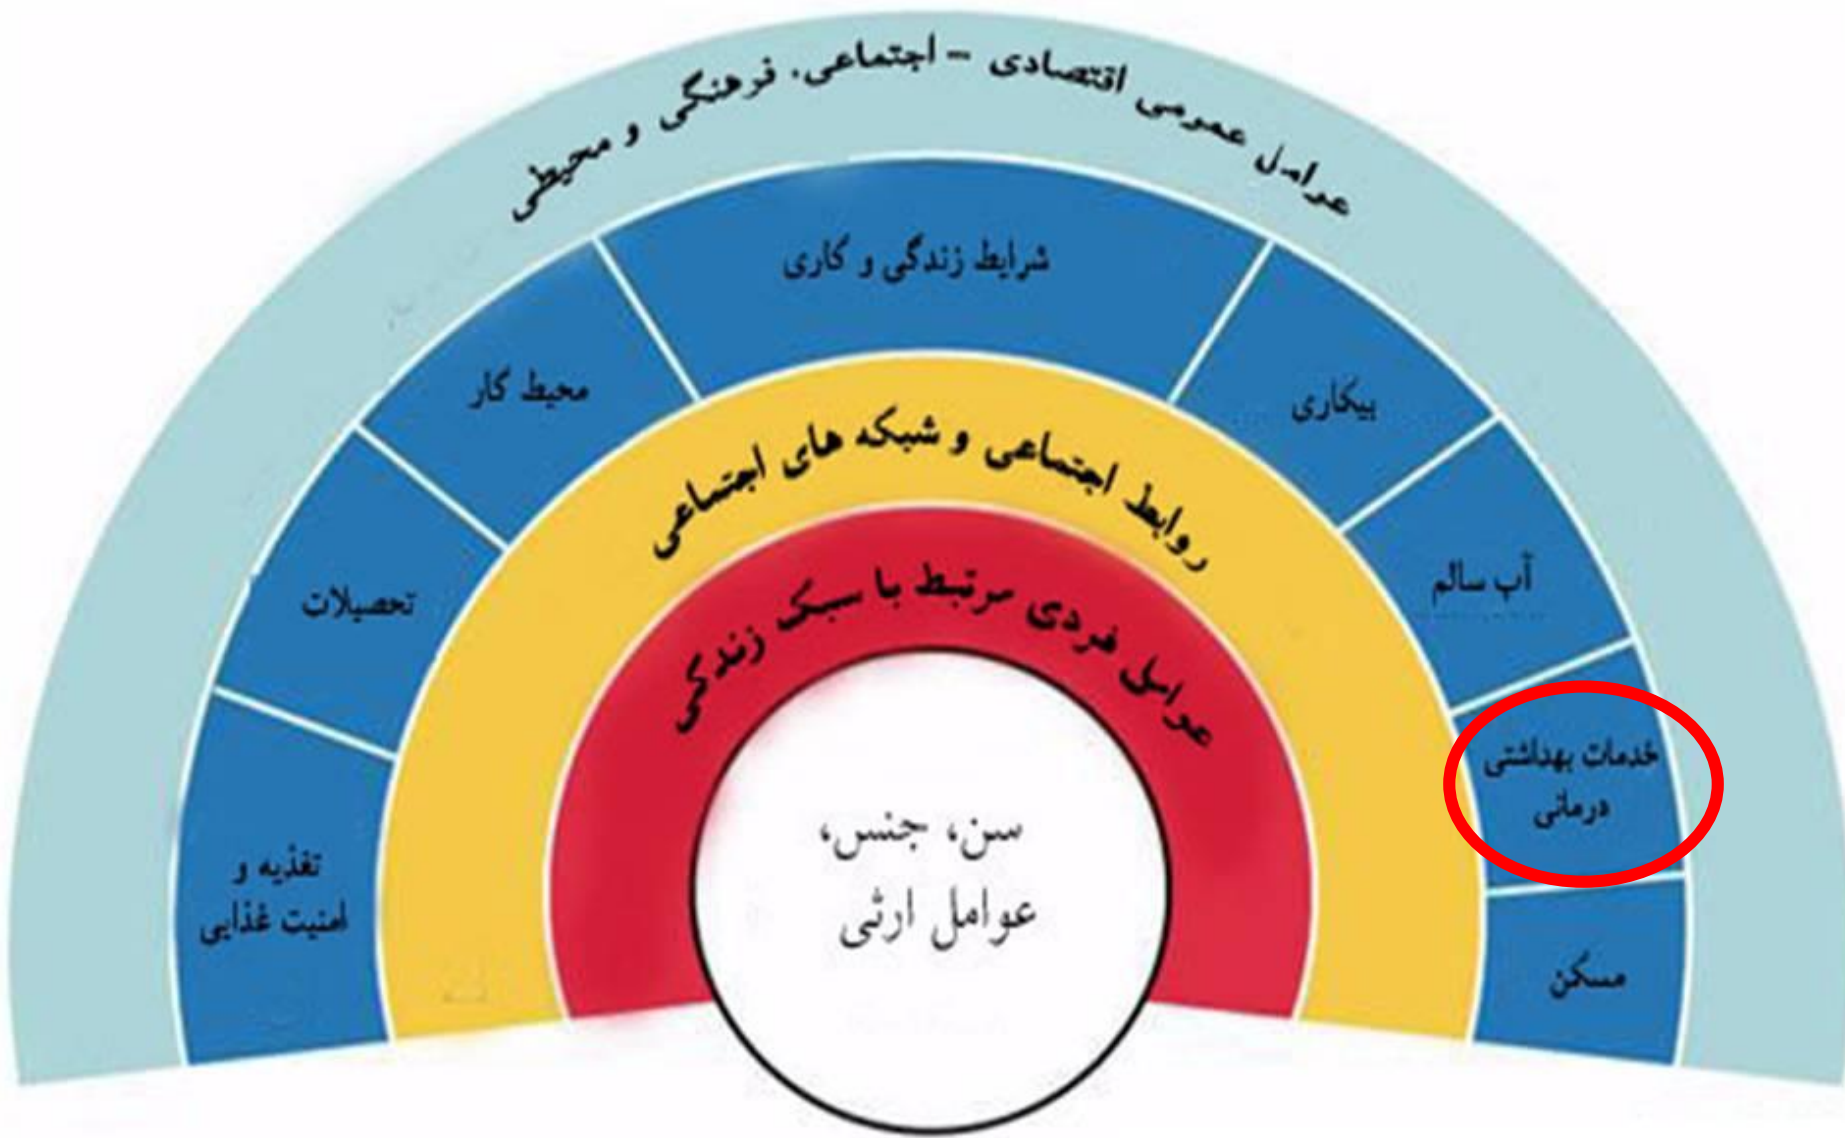 عوامل عمومی اقتصادی - اجتماعی، فرهنگی و محیطی
شرایط زندگی و کاری
بیکاری
محیط کار
آب سالم
تحصیلات
خدمات بهداشتی
درمانی
تغذیه و
امنیت غذایی
مسکن
روابط اجتماعی و شبکه های اجتماعی
عوامل فردی مرتبط با سبک زندگی
سن، جنس،
عوامل ارثی